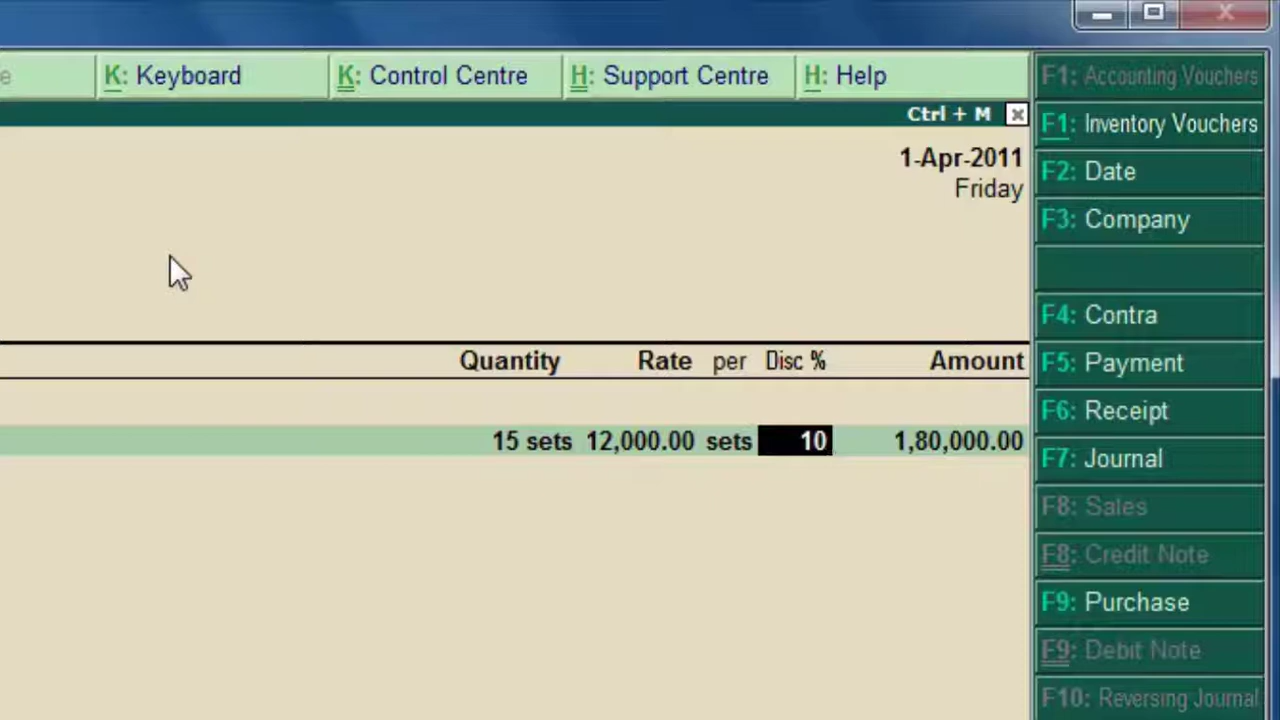 e K: Keyboard K: Control Centre H: Support Centre H: Help
Ctrl + M
1-Apr-2011
Friday
Quantity Rate per Disc % Amount
15 sets 12,000.00 sets 10 1,80,000.00
F1: Accounting Vouchers
F1: Inventory Vouchers
F2: Date
F3: Company
F4: Contra
F5: Payment
F6: Receipt
F7: Journal
F8: Sales
F8: Credit Note
F9: Purchase
F9: Debit Note
F10: Reversing Journal